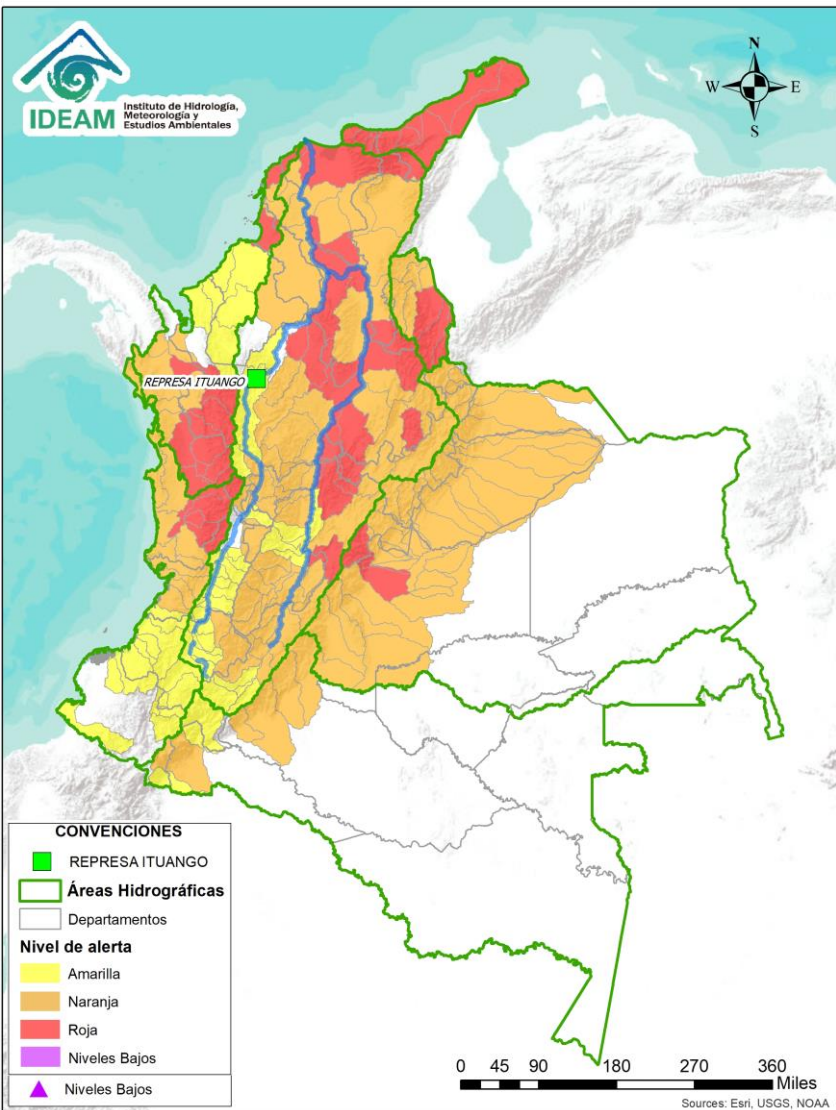 IDEAM
Instituto de Hidrología,
Meteorología y
Estudios Ambientales
N
W
E
S
REPRESA ITUANGO
CONVENCIONES
REPRESA ITUANGO
Áreas Hidrográficas
Departamentos
Nivel de alerta
Amarilla
Naranja
Roja
Niveles Bajos
Niveles Bajos
0 45 90 180 270 360
Miles
Sources: Esri, USGS, NOAA